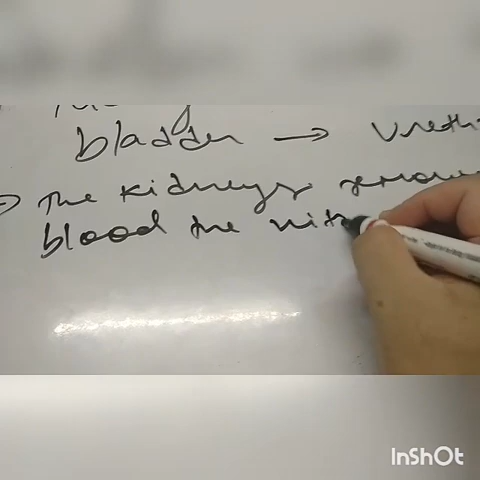 bladder → Ureth
→ The kidneys remove
blood the nit
InShOt